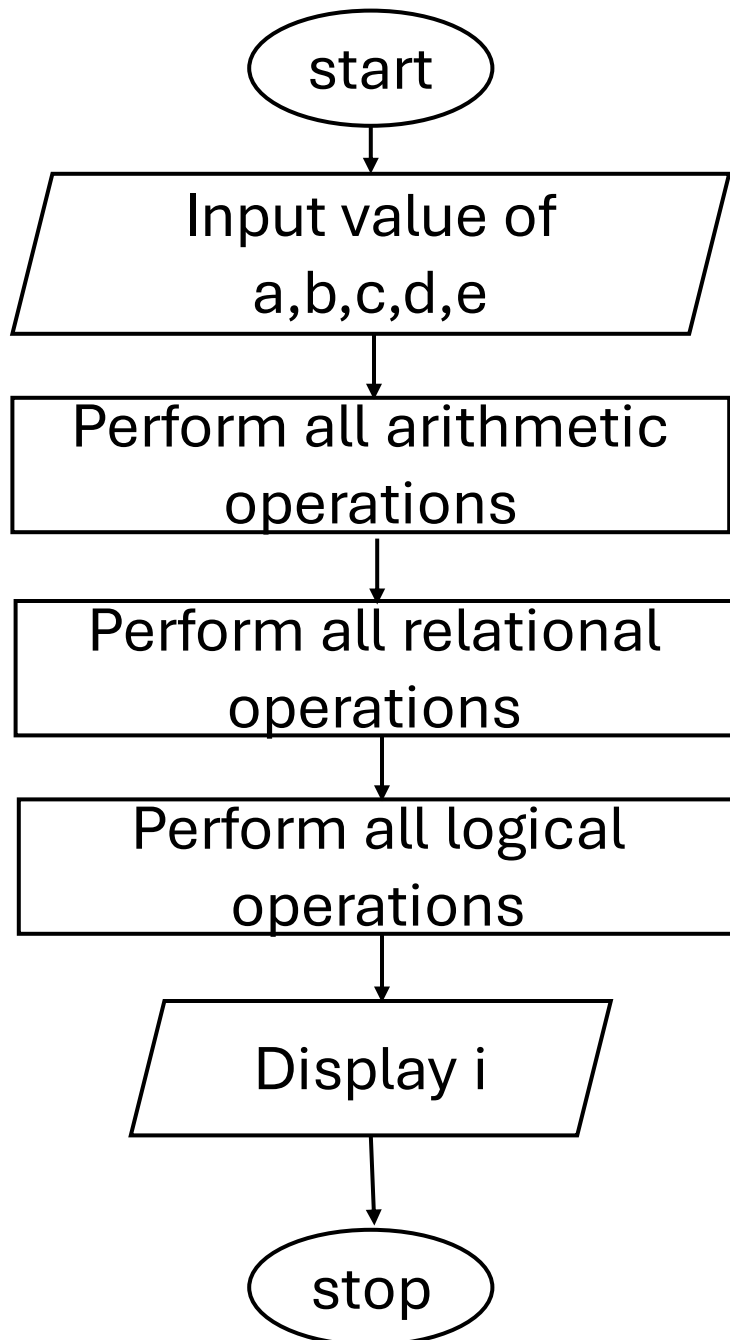 start
Input value of
a,b,c,d,e
Perform all arithmetic
operations
Perform all relational
operations
Perform all logical
operations
Display i
stop